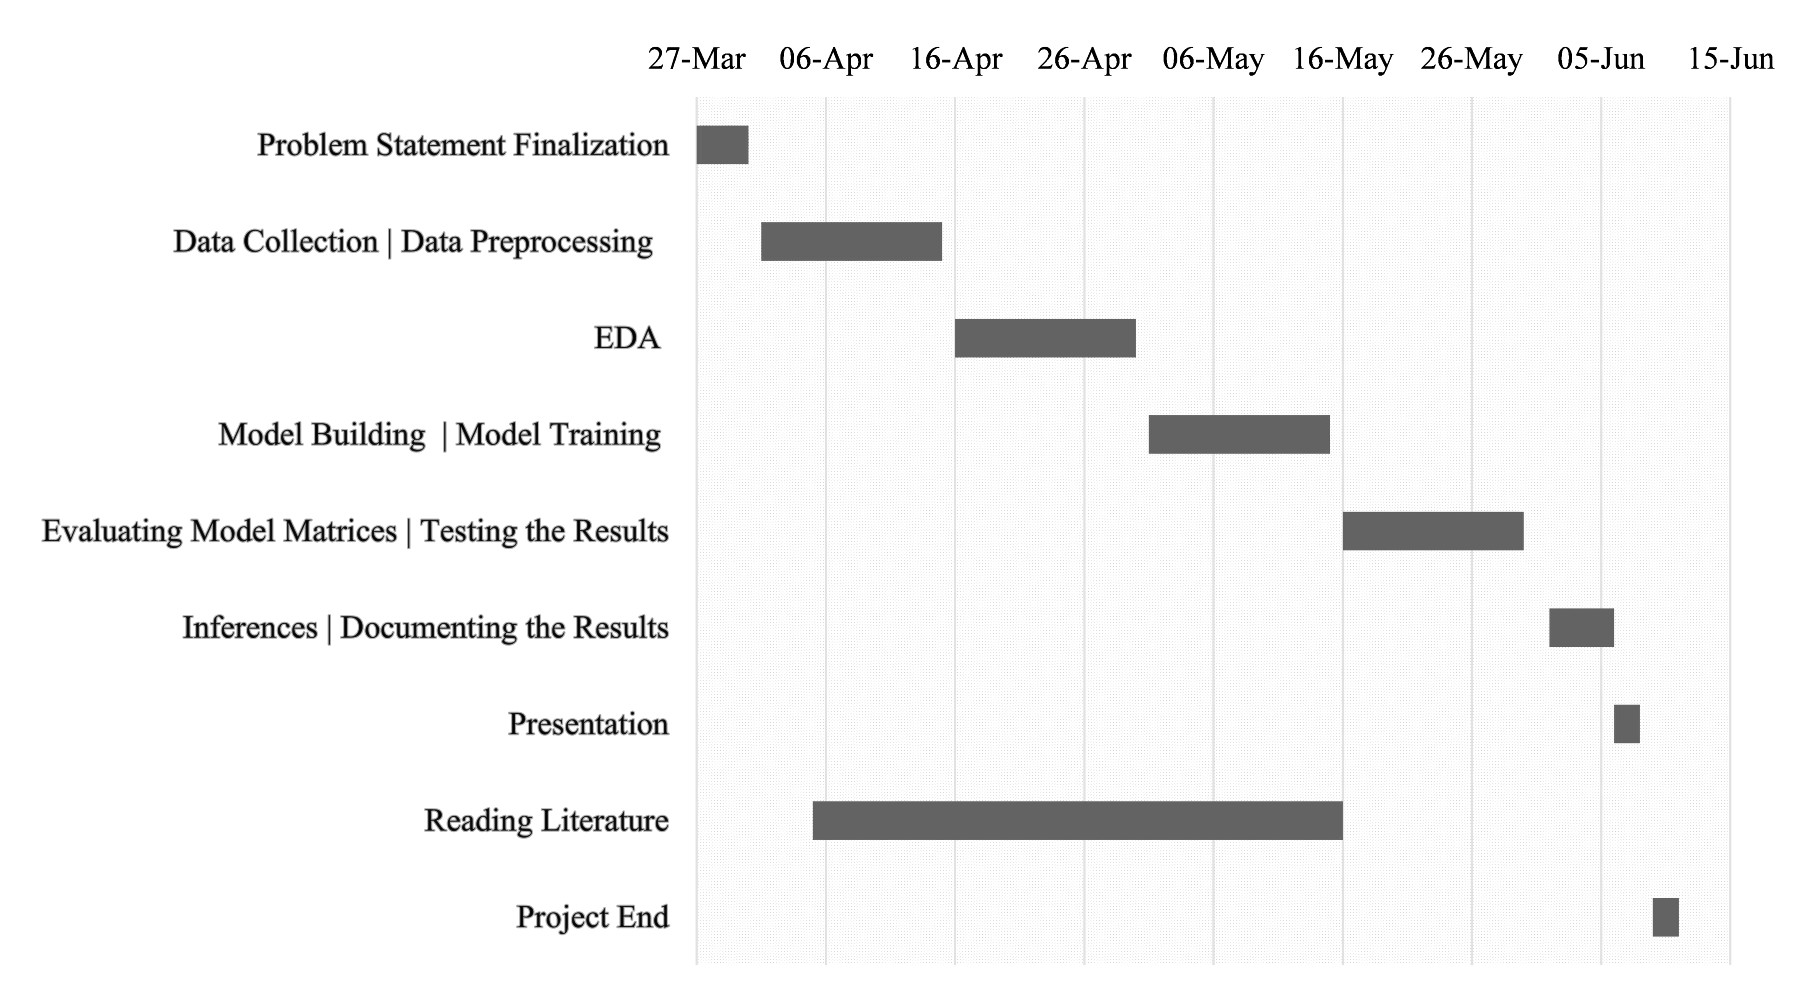 27-Mar 06-Apr 16-Apr 26-Apr 06-May 16-May 26-May 05-Jun 15-Jun
Problem Statement Finalization
Data Collection | Data Preprocessing
EDA
Model Building | Model Training
Evaluating Model Matrices | Testing the Results
Inferences | Documenting the Results
Presentation
Reading Literature
Project End